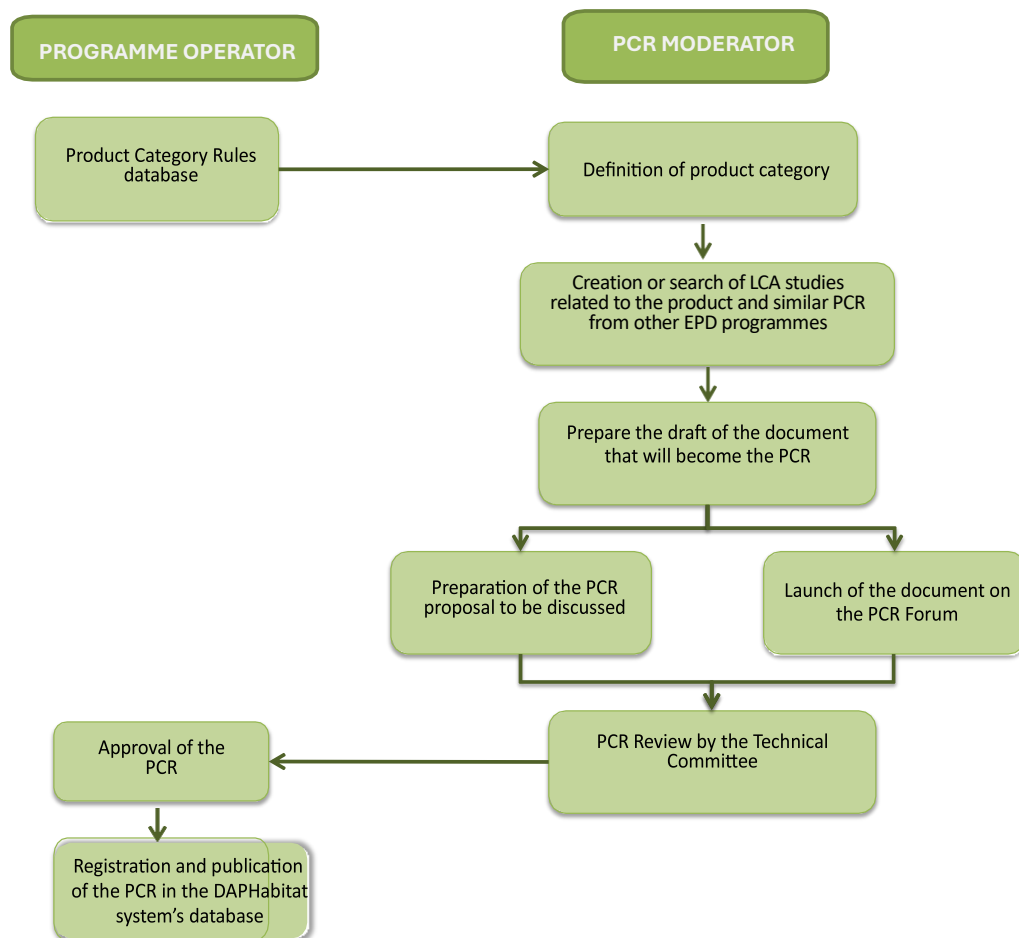 PROGRAMME OPERATOR
PCR MODERATOR
Product Category Rules
database
Definition of product category
Creation or search of LCA studies
related to the product and similar PCR
from other EPD programmes
Prepare the draft of the document
that will become the PCR
Preparation of the PCR
proposal to be discussed
Launch of the document on
the PCR Forum
PCR Review by the Technical
Committee
Approval of the
PCR
Registration and publication
of the PCR in the DAPHabitat
system’s database